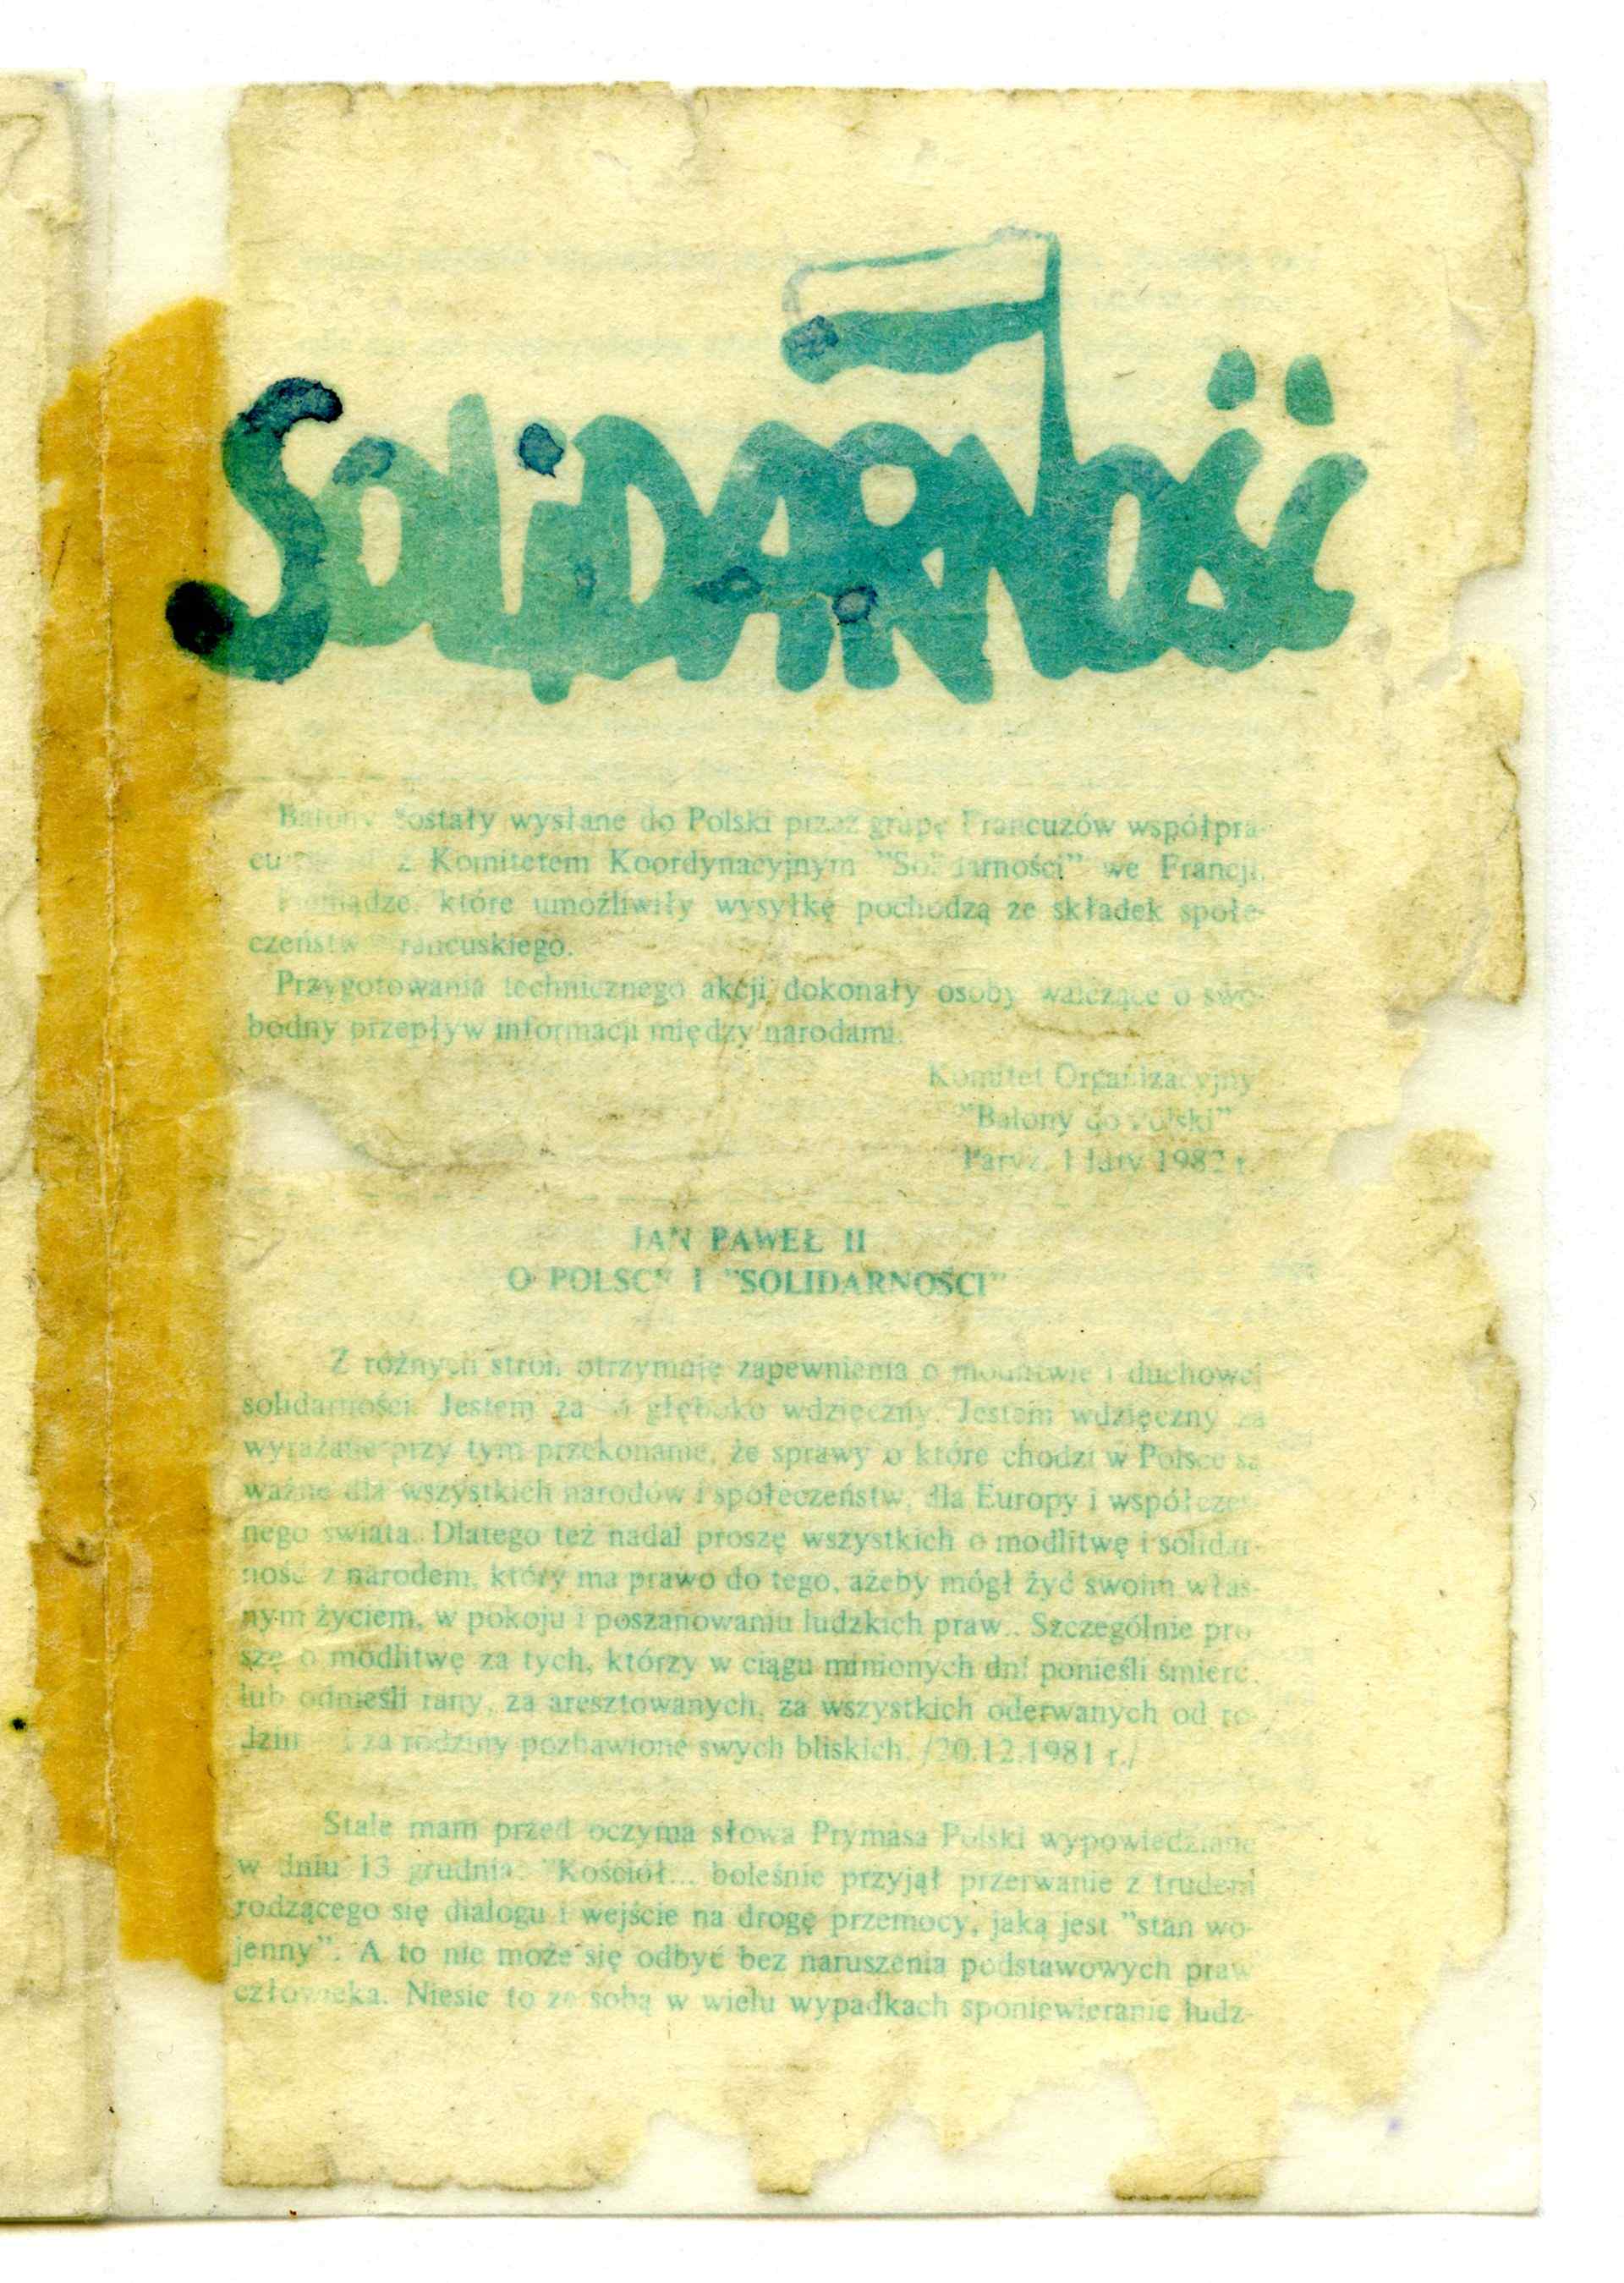 SOLiDARNOŚĆ
Balony zostały wysłane do Polski przez grupę Francuzów współpra-
cu z Komitetem Koordynacyjnym "Solidarności" we Francji.
Pieniądze, które umożliwiły wysyłkę pochodzą ze składek społe-
czeństw francuskiego.
Przygotowania technicznego akcji dokonały osoby walczące o swo-
bodny przepływ informacji między narodami.
Komitet Organizacyjny
"Balony do Polski"
Paryż, 1 luty 1982 r.
JAN PAWEŁ II
O POLSCE I "SOLIDARNOŚCI"
Z różnych stron otrzymuję zapewnienia o modlitwie i duchowej
solidarności. Jestem za to głęboko wdzięczny. Jestem wdzięczny za
wyrażane przy tym przekonanie, że sprawy o które chodzi w Polsce są
ważne dla wszystkich narodów i społeczeństw, dla Europy i współczes-
nego świata. Dlatego też nadal proszę wszystkich o modlitwę i solidar-
ność z narodem, który ma prawo do tego, ażeby mógł żyć swoim włas-
nym życiem, w pokoju i poszanowaniu ludzkich praw.. Szczególnie pro-
szę o modlitwę za tych, którzy w ciągu minionych dni ponieśli śmierć,
lub odnieśli rany, za aresztowanych, za wszystkich oderwanych od ro-
dzin i za rodziny pozbawione swych bliskich. /20.12.1981 r./
Stale mam przed oczyma słowa Prymasa Polski wypowiedziane
w dniu 13 grudnia: "Kościół... boleśnie przyjął przerwanie z trudem
rodzącego się dialogu i wejście na drogę przemocy, jaką jest "stan wo-
jenny". A to nie może się odbyć bez naruszenia podstawowych praw
człowieka. Niesie to ze sobą w wielu wypadkach sponiewieranie ludz-